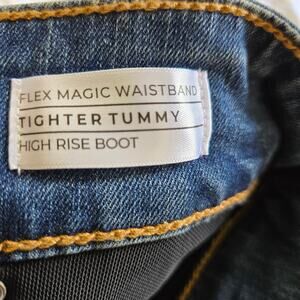 FLEX MAGIC WAISTBAND
TIGHTER TUMMY
HIGH RISE BOOT